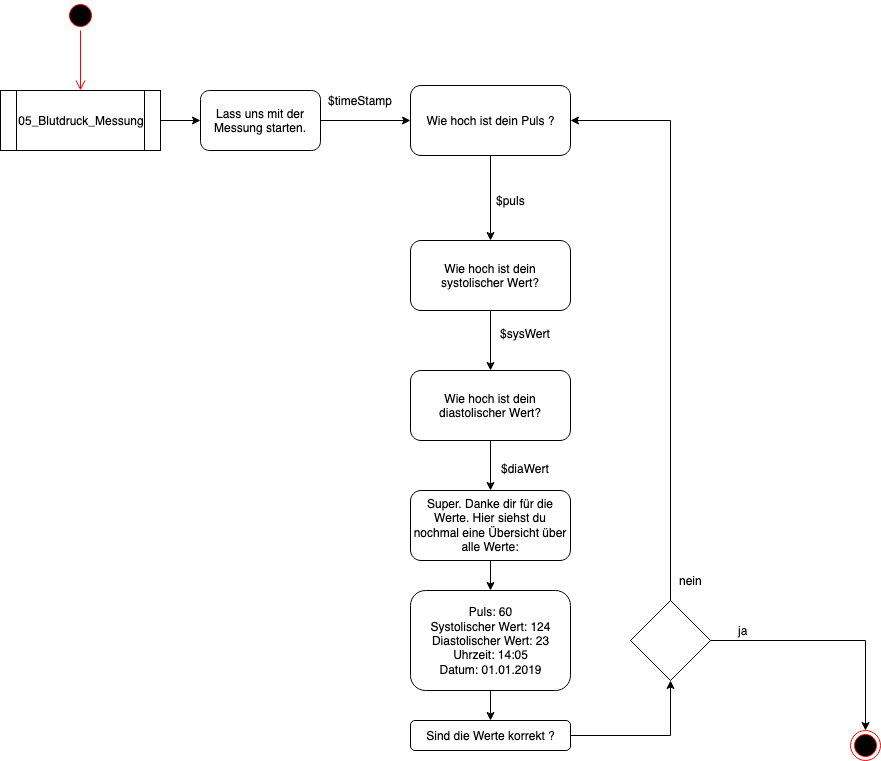 05_Blutdruck_Messung
Lass uns mit der
Messung starten.
$timeStamp
Wie hoch ist dein Puls ?
$puls
Wie hoch ist dein
systolischer Wert?
$sysWert
Wie hoch ist dein
diastolischer Wert?
$diaWert
Super. Danke dir für die
Werte. Hier siehst du
nochmal eine Übersicht über
alle Werte:
Puls: 60
Systolischer Wert: 124
Diastolischer Wert: 23
Uhrzeit: 14:05
Datum: 01.01.2019
Sind die Werte korrekt ?
nein
ja